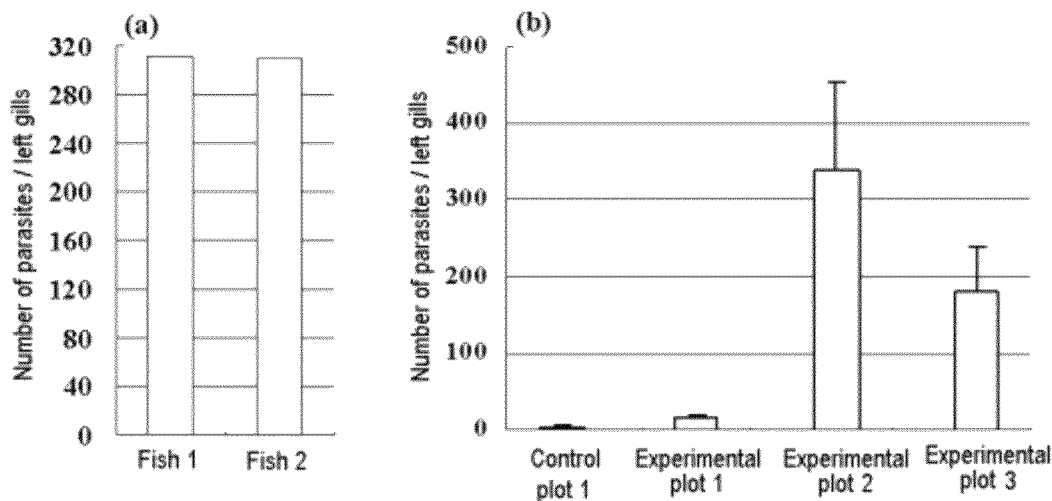 (a)
Number of parasites / left gills
320
280
240
200
160
120
80
40
0
Fish 1 Fish 2
(b)
Number of parasites / left gills
500
400
300
200
100
0
Control plot 1
Experimental plot 1
Experimental plot 2
Experimental plot 3